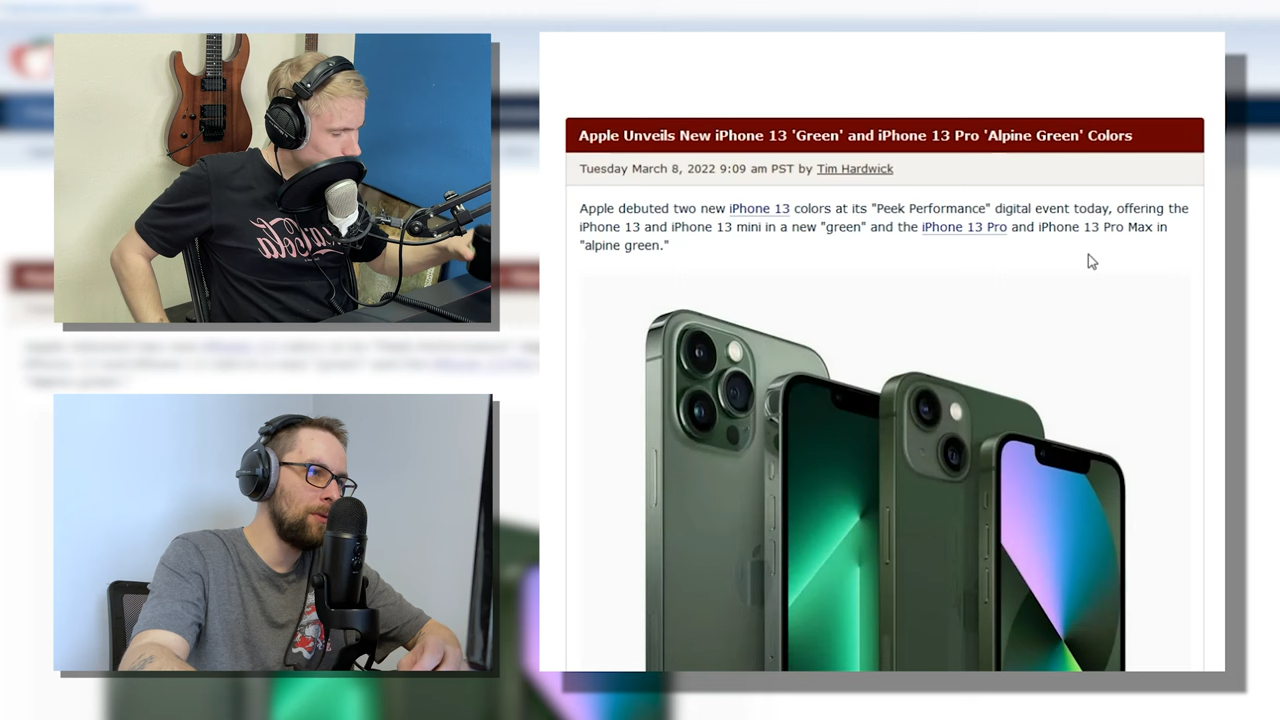 Apple Unveils New iPhone 13 'Green' and iPhone 13 Pro 'Alpine Green' Colors
Tuesday March 8, 2022 9:09 am PST by Tim Hardwick
Apple debuted two new iPhone 13 colors at its "Peek Performance" digital event today, offering the
iPhone 13 and iPhone 13 mini in a new "green" and the iPhone 13 Pro and iPhone 13 Pro Max in
"alpine green."